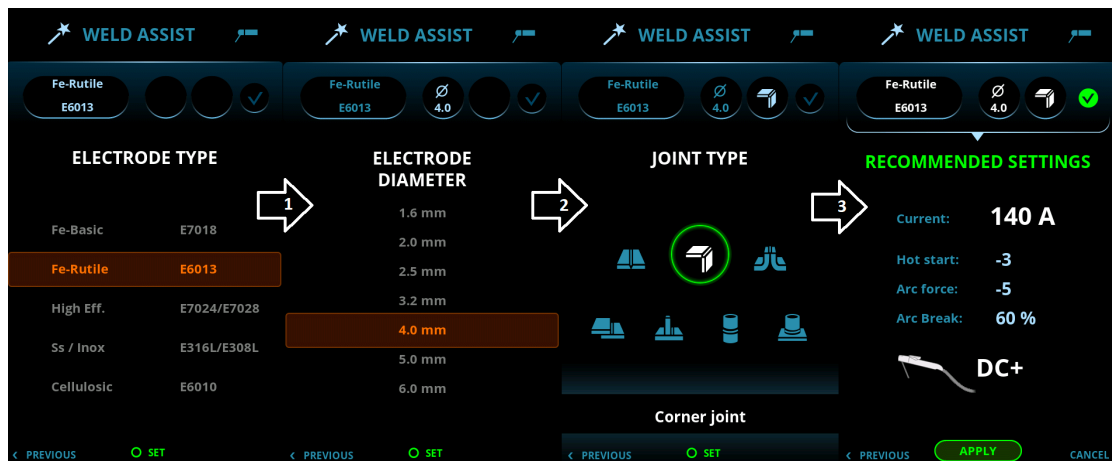 WELD ASSIST
Fe-Rutile
E6013
ELECTRODE TYPE
Fe-Basic E7018
Fe-Rutile E6013
High Eff. E7024/E7028
Ss / Inox E316L/E308L
Cellulosic E6010
‹ PREVIOUS SET
1
WELD ASSIST
Fe-Rutile
E6013
Ø
4.0
ELECTRODE
DIAMETER
1.6 mm
2.0 mm
2.5 mm
3.2 mm
4.0 mm
5.0 mm
6.0 mm
‹ PREVIOUS SET
2
WELD ASSIST
Fe-Rutile
E6013
Ø
4.0
JOINT TYPE
Corner joint
‹ PREVIOUS SET
3
WELD ASSIST
Fe-Rutile
E6013
Ø
4.0
RECOMMENDED SETTINGS
Current: 140 A
Hot start: -3
Arc force: -5
Arc Break: 60 %
DC+
‹ PREVIOUS APPLY CANCEL